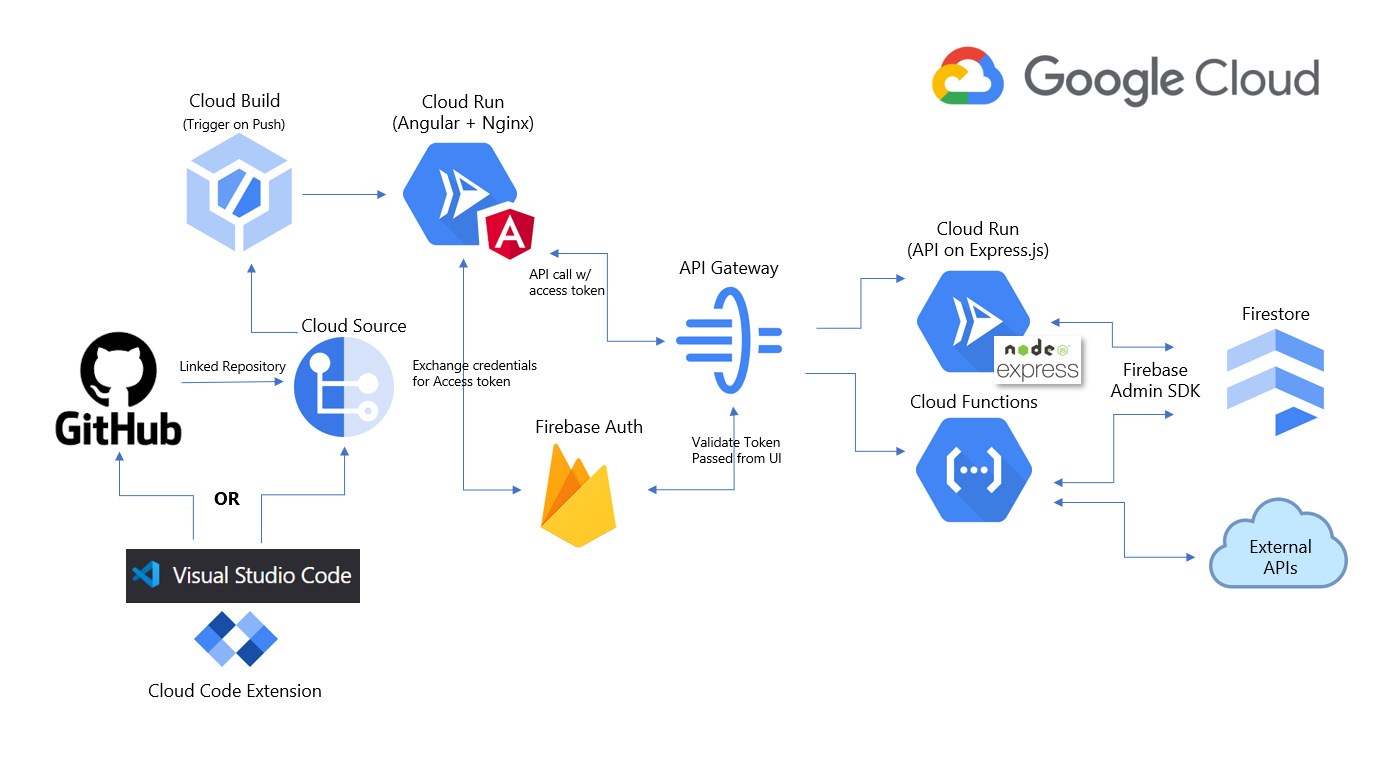 Google Cloud
Cloud Build
(Trigger on Push)
Cloud Run
(Angular + Nginx)
A
API call w/
access token
API Gateway
Cloud Run
(API on Express.js)
node
JS
express
Firestore
Firebase
Admin SDK
Cloud Source
Linked Repository
GitHub
Exchange credentials
for Access token
Firebase Auth
Validate Token
Passed from UI
Cloud Functions
OR
Visual Studio Code
Cloud Code Extension
External
APIs